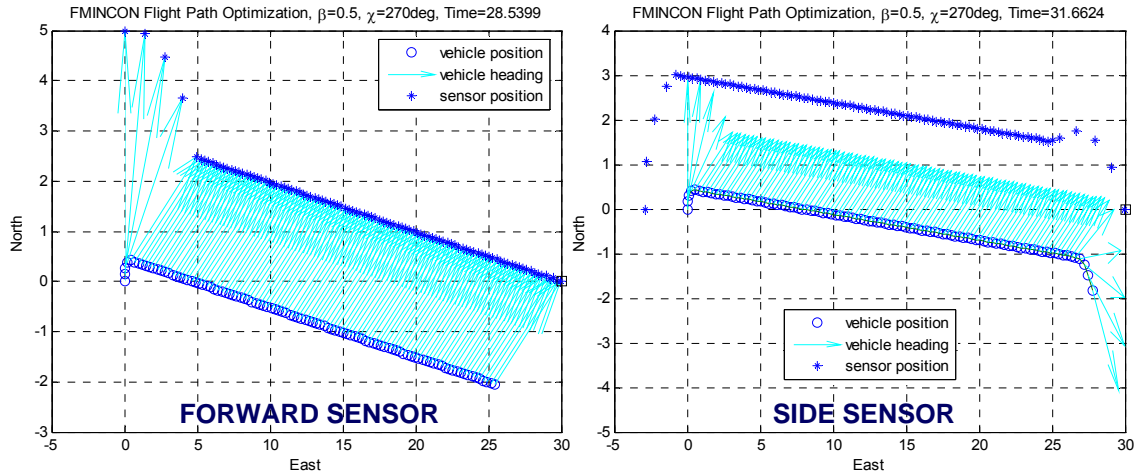 FMINCON Flight Path Optimization, β=0.5, χ=270deg, Time=28.5399
5
4
3
2
1
0
-1
-2
-3
North
vehicle position
vehicle heading
sensor position
FORWARD SENSOR
0
5
10
15
20
25
30
East
FMINCON Flight Path Optimization, β=0.5, χ=270deg, Time=31.6624
4
3
2
1
0
-1
-2
-3
-4
-5
North
vehicle position
vehicle heading
sensor position
SIDE SENSOR
0
5
10
15
20
25
30
East